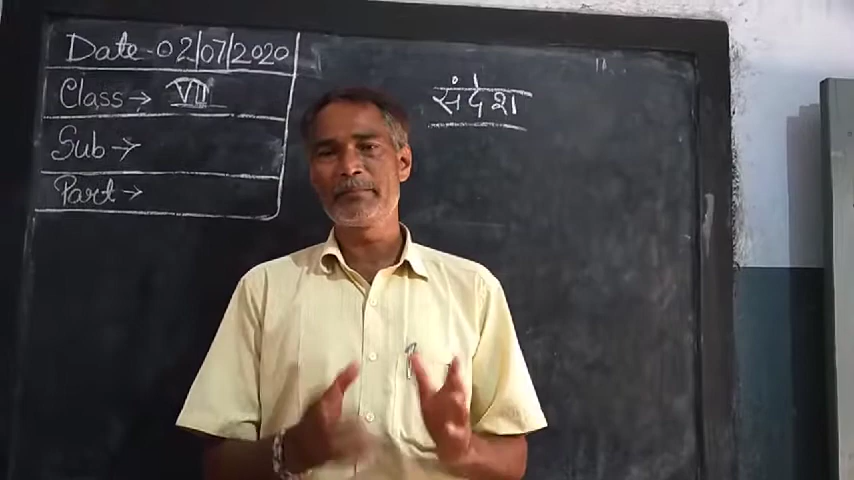 Date → 02/07/2020
Class → VII
Sub →
Part →
संदेश